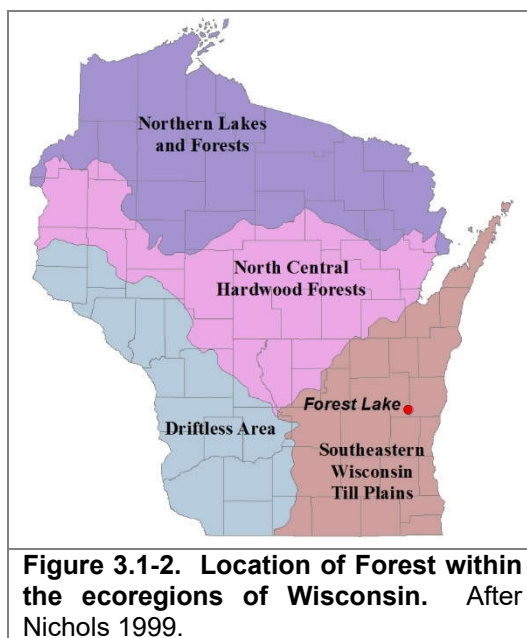 Northern Lakes
and Forests
North Central
Hardwood Forests
Forest Lake
Driftless Area
Southeastern
Wisconsin
Till Plains
Figure 3.1-2. Location of Forest within
the ecoregions of Wisconsin. After
Nichols 1999.